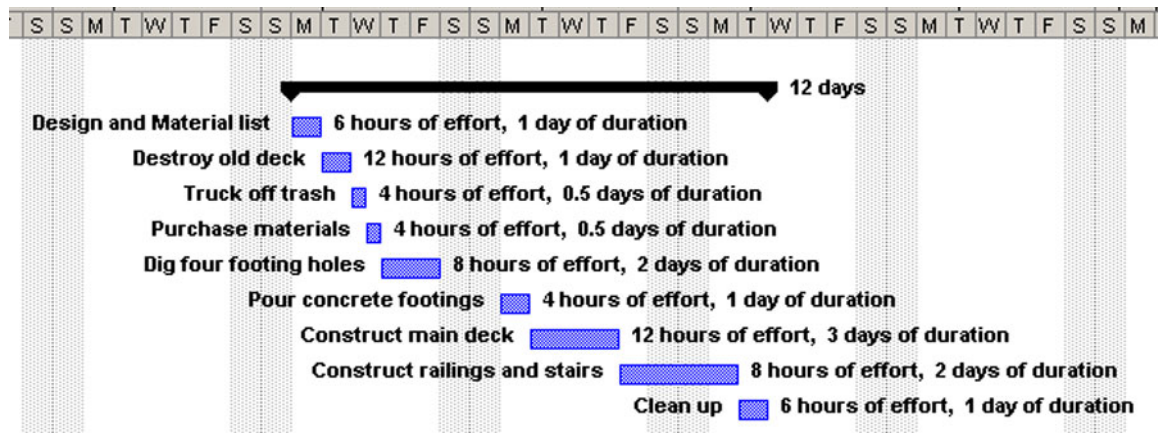 S S M T W T F S S M T W T F S S M T W T F S S M T W T F S S M T W T F S S M
12 days
Design and Material list 6 hours of effort, 1 day of duration
Destroy old deck 12 hours of effort, 1 day of duration
Truck off trash 4 hours of effort, 0.5 days of duration
Purchase materials 4 hours of effort, 0.5 days of duration
Dig four footing holes 8 hours of effort, 2 days of duration
Pour concrete footings 4 hours of effort, 1 day of duration
Construct main deck 12 hours of effort, 3 days of duration
Construct railings and stairs 8 hours of effort, 2 days of duration
Clean up 6 hours of effort, 1 day of duration